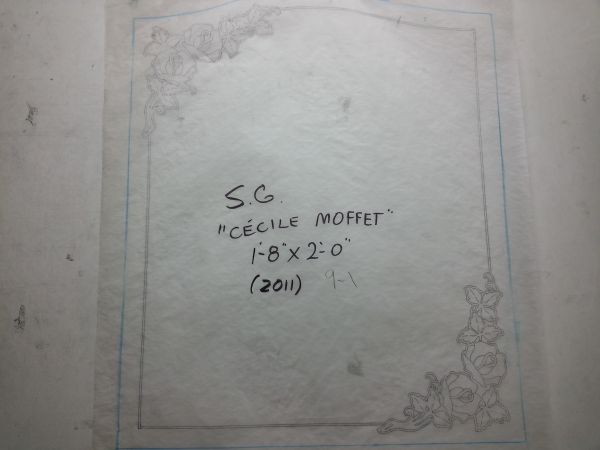 S.G.
"CÉCILE MOFFET"
1'-8" x 2'-0"
(2011) 9-1